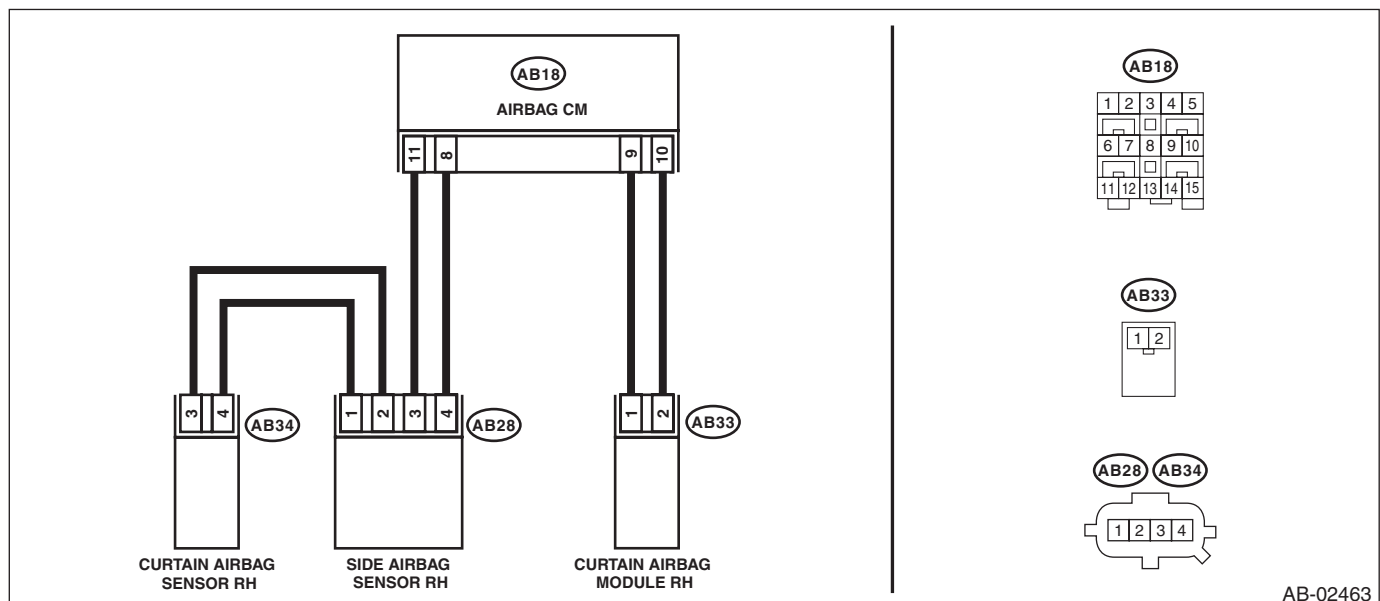 AB18
AIRBAG CM
11 8 9 10
3 4
AB34
1 2 3 4
AB28
1 2
AB33
CURTAIN AIRBAG
SENSOR RH
SIDE AIRBAG
SENSOR RH
CURTAIN AIRBAG
MODULE RH
AB18
1 2 3 4 5
6 7 8 9 10
11 12 13 14 15
AB33
1 2
AB28 AB34
1 2 3 4
AB-02463